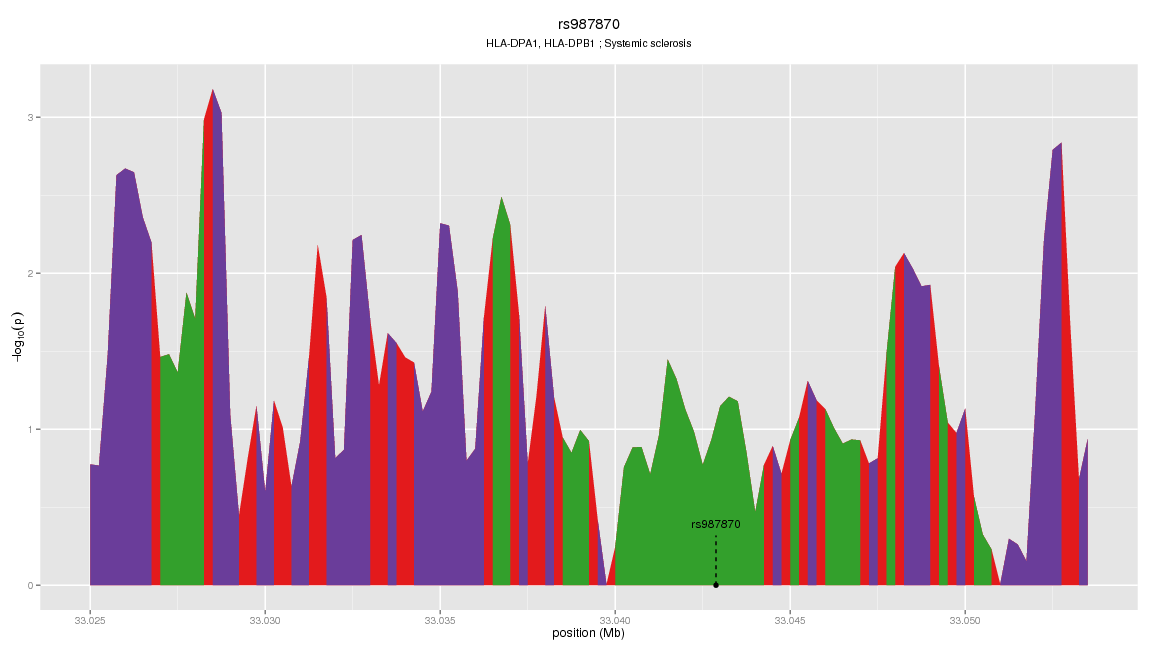 rs987870
HLA-DPA1, HLA-DPB1 ; Systemic sclerosis
3
2
1
0
−log10(p)
rs987870
33.025 33.030 33.035 33.040 33.045 33.050
position (Mb)